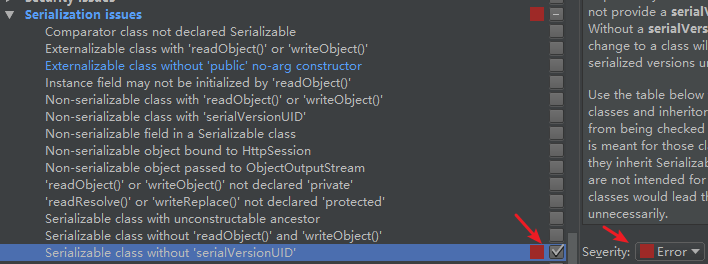 Security issues
Serialization issues
Comparator class not declared Serializable
Externalizable class with 'readObject()' or 'writeObject()'
Externalizable class without 'public' no-arg constructor
Instance field may not be initialized by 'readObject()'
Non-serializable class with 'readObject()' or 'writeObject()'
Non-serializable class with 'serialVersionUID'
Non-serializable field in a Serializable class
Non-serializable object bound to HttpSession
Non-serializable object passed to ObjectOutputStream
'readObject()' or 'writeObject()' not declared 'private'
'readResolve()' or 'writeReplace()' not declared 'protected'
Serializable class with unconstructable ancestor
Serializable class without 'readObject()' and 'writeObject()'
Serializable class without 'serialVersionUID'
not provide a serialV
Without a serialVers
change to a class will
serialized versions un
Use the table below
classes and inheritor
from being checked
is meant for those cla
they inherit Serializab
are not intended for
classes would lead th
unnecessarily.
Severity: Error